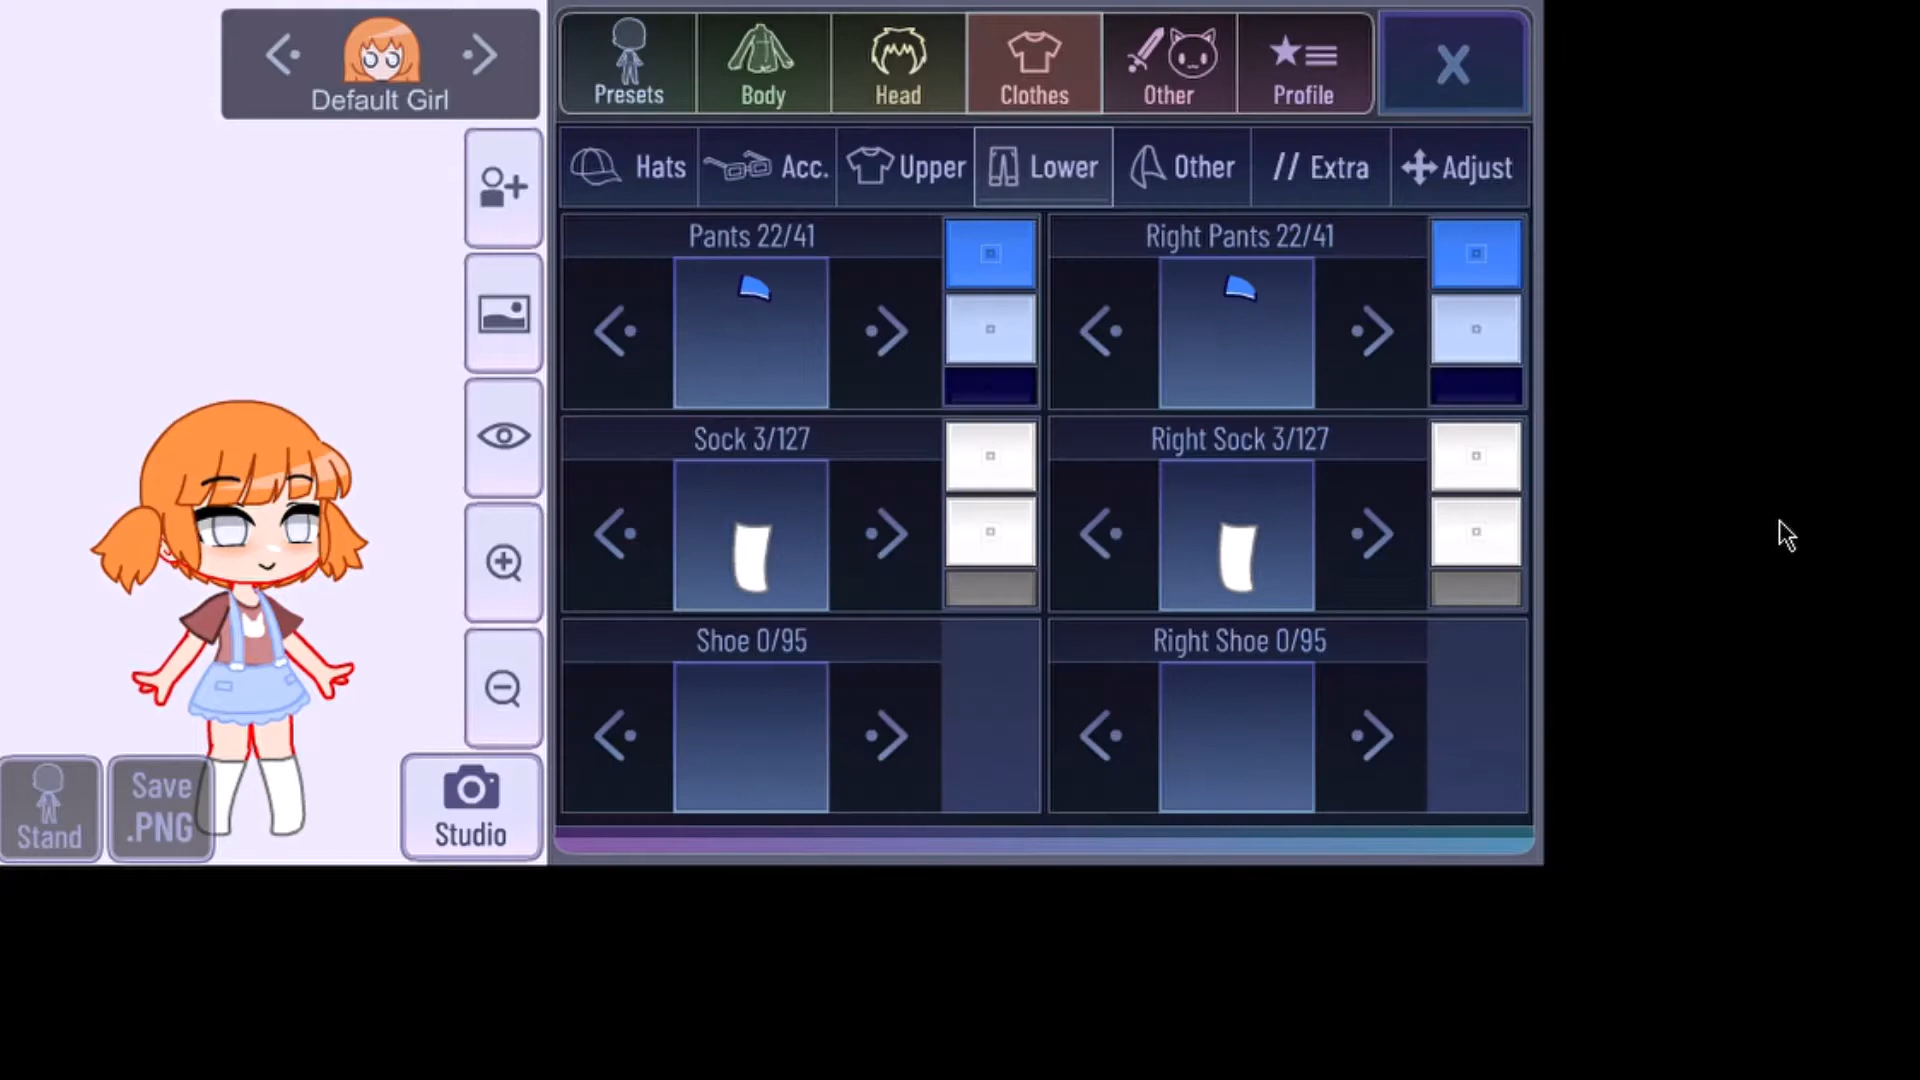 Default Girl
Presets
Body
Head
Clothes
Other
Profile
X
Hats
Acc.
Upper
Lower
Other
// Extra
Adjust
Pants 22/41
Right Pants 22/41
Sock 3/127
Right Sock 3/127
Shoe 0/95
Right Shoe 0/95
Stand
Save
.PNG
Studio